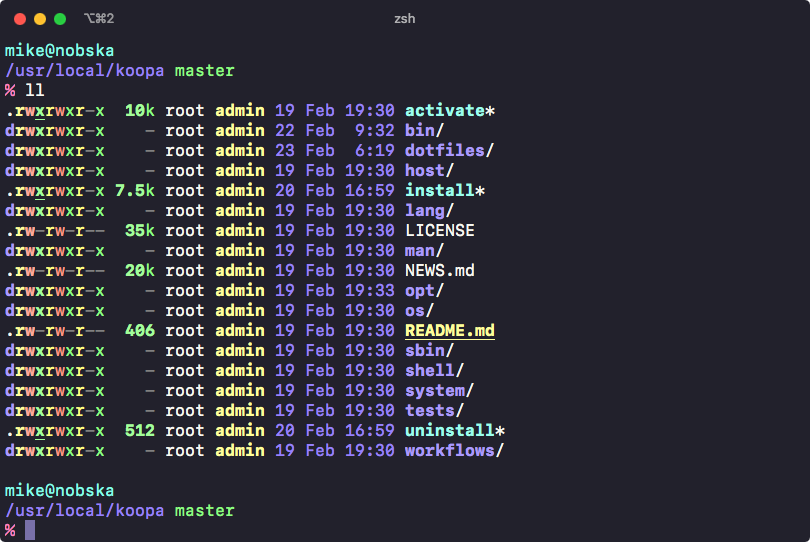 ⌥⌘2 zsh
mike@nobska
/usr/local/koopa master
% ll
.rwxrwxr-x  10k root admin 19 Feb 19:30 activate*
drwxrwxr-x    - root admin 22 Feb  9:32 bin/
drwxrwxr-x    - root admin 23 Feb  6:19 dotfiles/
drwxrwxr-x    - root admin 19 Feb 19:30 host/
.rwxrwxr-x 7.5k root admin 20 Feb 16:59 install*
drwxrwxr-x    - root admin 19 Feb 19:30 lang/
.rw-rw-r--  35k root admin 19 Feb 19:30 LICENSE
drwxrwxr-x    - root admin 19 Feb 19:30 man/
.rw-rw-r--  20k root admin 19 Feb 19:30 NEWS.md
drwxrwxr-x    - root admin 19 Feb 19:33 opt/
drwxrwxr-x    - root admin 19 Feb 19:30 os/
.rw-rw-r--  406 root admin 19 Feb 19:30 README.md
drwxrwxr-x    - root admin 19 Feb 19:30 sbin/
drwxrwxr-x    - root admin 19 Feb 19:30 shell/
drwxrwxr-x    - root admin 19 Feb 19:30 system/
drwxrwxr-x    - root admin 19 Feb 19:30 tests/
.rwxrwxr-x  512 root admin 20 Feb 16:59 uninstall*
drwxrwxr-x    - root admin 19 Feb 19:30 workflows/
mike@nobska
/usr/local/koopa master
%